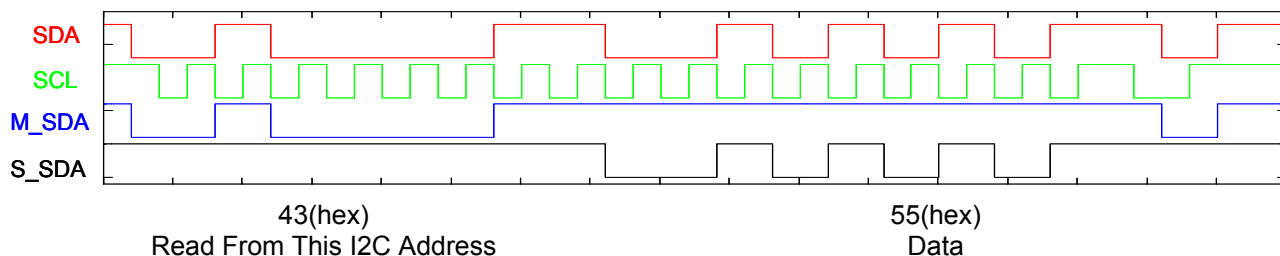 SDA
SCL
M_SDA
S_SDA
43(hex)
Read From This I2C Address
55(hex)
Data